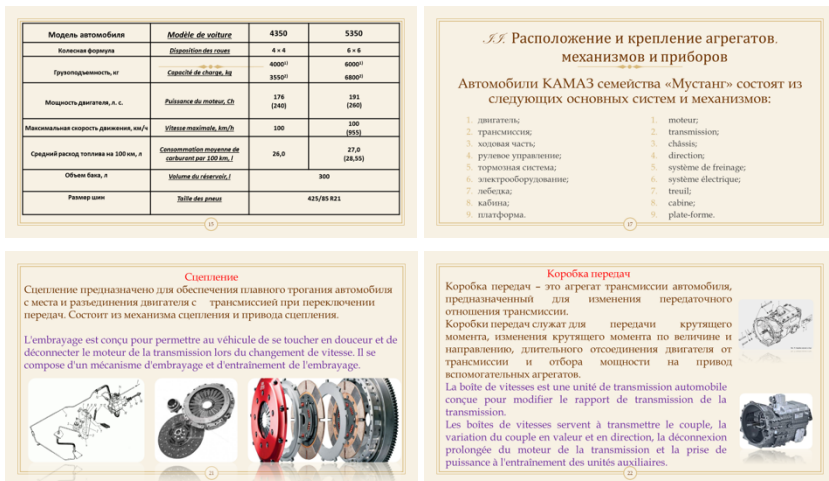 Модель автомобиля Modèle de voiture 4350 5350
Колесная формула Disposition des roues 4 × 4 6 × 6
Грузоподъемность, кг Capacité de charge, kg 4000¹⁾ 3550²⁾ 6000¹⁾ 6800²⁾
Мощность двигателя, л. с. Puissance du moteur, Ch 176 (240) 191 (260)
Максимальная скорость движения, км/ч Vitesse maximale, km/h 100 100 (955)
Средний расход топлива на 100 км, л Consommation moyenne de carburant par 100 km, l 26,0 27,0 (28,55)
Объем бака, л Volume du réservoir,l 300
Размер шин Taille des pneus 425/85 R21
15
II. Расположение и крепление агрегатов,
механизмов и приборов
Автомобили КАМАЗ семейства «Мустанг» состоят из
следующих основных систем и механизмов:
1. двигатель;
2. трансмиссия;
3. ходовая часть;
4. рулевое управление;
5. тормозная система;
6. электрооборудование;
7. лебедка;
8. кабина;
9. платформа.
1. moteur;
2. transmission;
3. châssis;
4. direction;
5. système de freinage;
6. système électrique;
7. treuil;
8. cabine;
9. plate-forme.
17
Сцепление
Сцепление предназначено для обеспечения плавного трогания автомобиля
с места и разъединения двигателя с трансмиссией при переключении
передач. Состоит из механизма сцепления и привода сцепления.
L'embrayage est conçu pour permettre au véhicule de se toucher en douceur et de
déconnecter le moteur de la transmission lors du changement de vitesse. Il se
compose d'un mécanisme d'embrayage et d'entraînement de l'embrayage.
21
Коробка передач
Коробка передач – это агрегат трансмиссии автомобиля,
предназначенный для изменения передаточного
отношения трансмиссии.
Коробки передач служат для передачи крутящего
момента, изменения крутящего момента по величине и
направлению, длительного отсоединения двигателя от
трансмиссии и отбора мощности на привод
вспомогательных агрегатов.
La boîte de vitesses est une unité de transmission automobile
conçue pour modifier le rapport de transmission de la
transmission.
Les boîtes de vitesses servent à transmettre le couple, la
variation du couple en valeur et en direction, la déconnexion
prolongée du moteur de la transmission et la prise de
puissance à l'entraînement des unités auxiliaires.
22